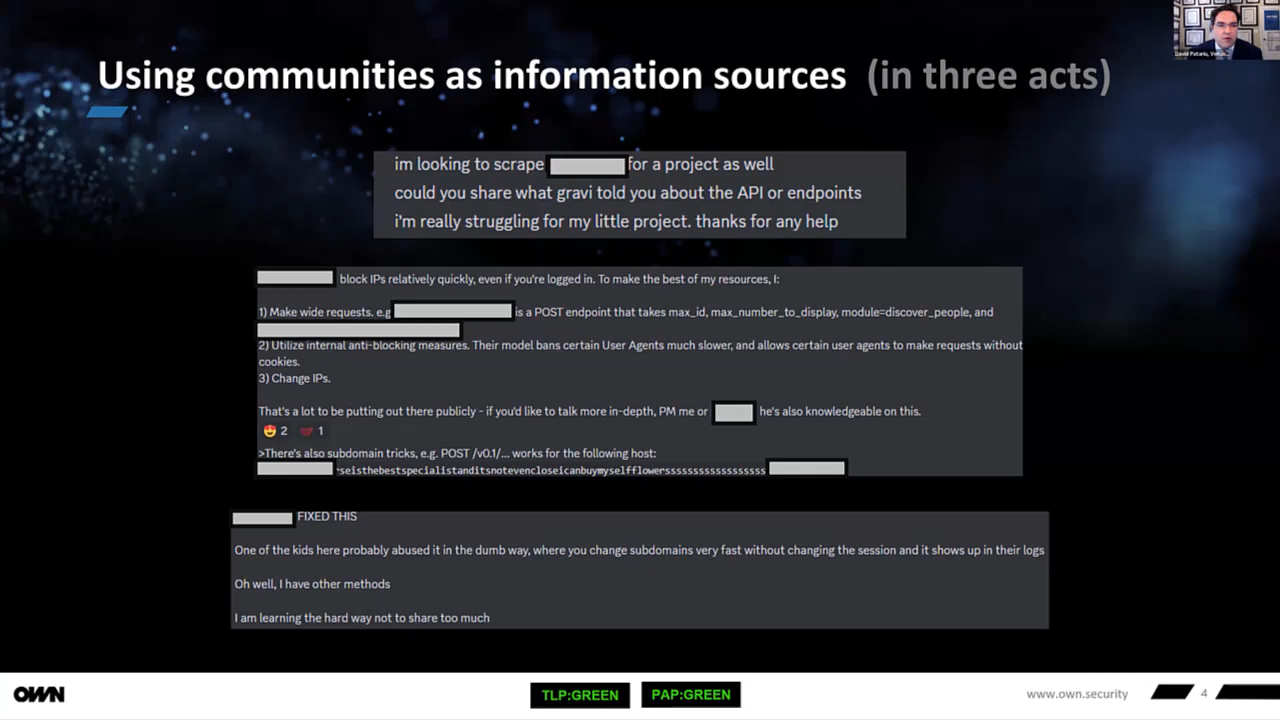 David Patariu, Ven
Using communities as information sources (in three acts)
im looking to scrape for a project as well
could you share what gravi told you about the API or endpoints
i'm really struggling for my little project. thanks for any help
block IPs relatively quickly, even if you're logged in. To make the best of my resources, I:
1) Make wide requests. e.g is a POST endpoint that takes max_id, max_number_to_display, module=discover_people, and
2) Utilize internal anti-blocking measures. Their model bans certain User Agents much slower, and allows certain user agents to make requests without
cookies.
3) Change IPs.
That's a lot to be putting out there publicly - if you'd like to talk more in-depth, PM me or he's also knowledgeable on this.
2 1
>There's also subdomain tricks, e.g. POST /v0.1/... works for the following host:
seisthebestspecialistanditsnotevencloseicanbuymyselfflowersssssssssssssssss
FIXED THIS
One of the kids here probably abused it in the dumb way, where you change subdomains very fast without changing the session and it shows up in their logs
Oh well, I have other methods
I am learning the hard way not to share too much
OWN
TLP:GREEN PAP:GREEN
www.own.security 4